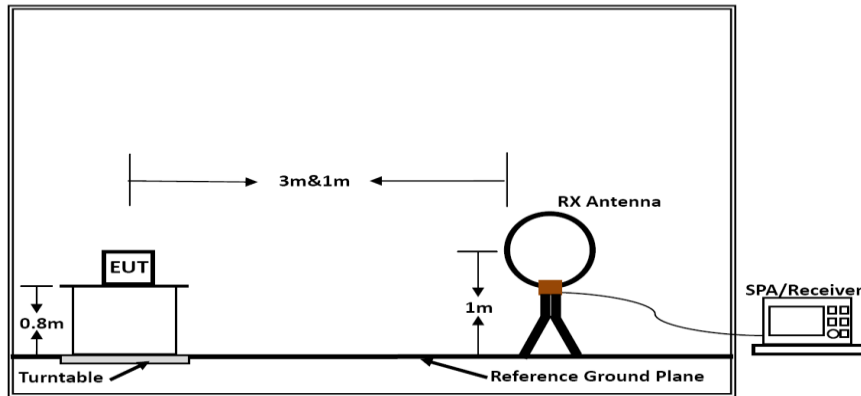 3m&1m
RX Antenna
EUT
SPA/Receiver
0.8m
1m
Turntable
Reference Ground Plane